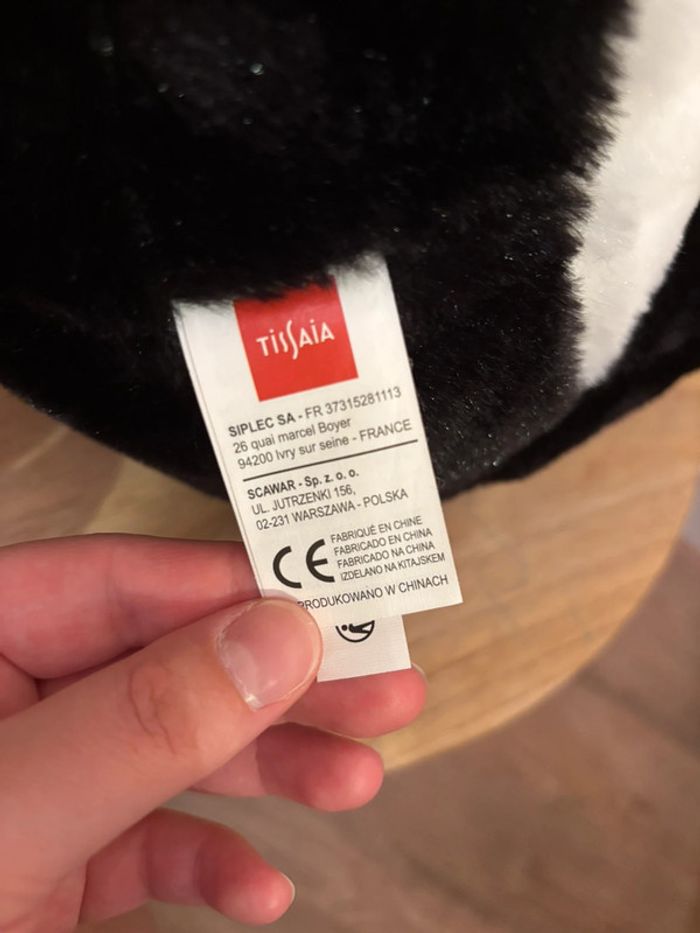 TISSAIA
SIPLEC SA - FR 37315281113
26 quai marcel Boyer
94200 Ivry sur seine - FRANCE
SCAWAR - Sp. z. o. o.
UL. JUTRZENKI 156,
02-231 WARSZAWA - POLSKA
CE
FABRIQUÉ EN CHINE
FABRICADO EN CHINA
FABRICADO NA CHINA
IZDELANO NA KITAJSKEM
PRODUKOWANO W CHINACH